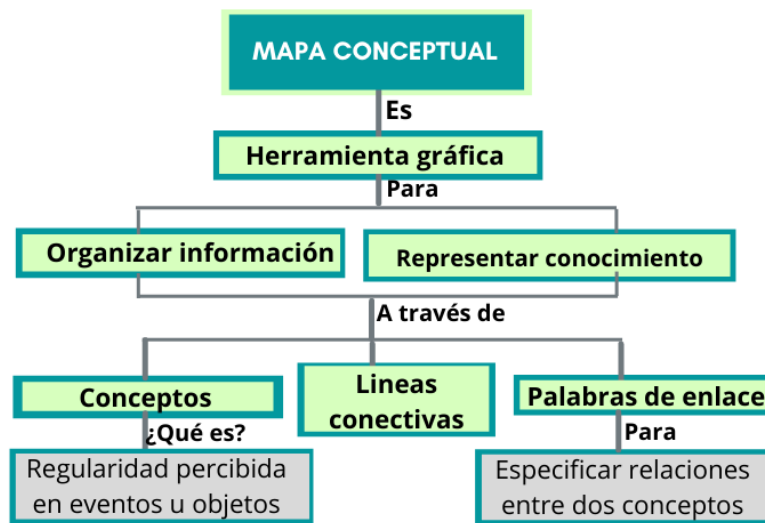 MAPA CONCEPTUAL
Es
Herramienta gráfica
Para
Organizar información
Representar conocimiento
A través de
Conceptos
Lineas
conectivas
Palabras de enlace
¿Qué es?
Para
Regularidad percibida
en eventos u objetos
Especificar relaciones
entre dos conceptos